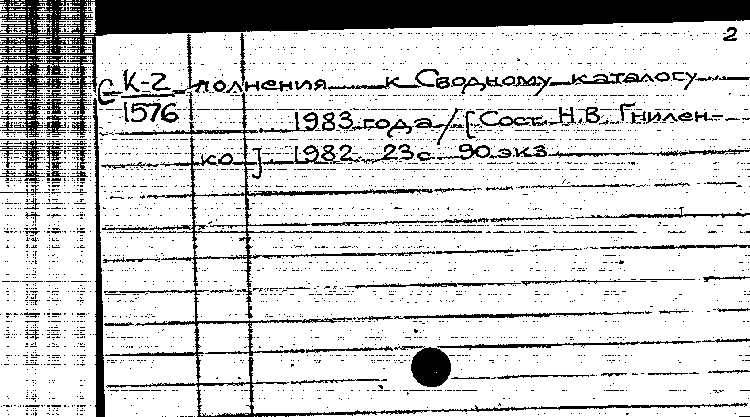 2
С К-2 полнения к Сводному каталогу
1576 1983 года / [Сост. Н.В. Гнилен-
ко] 1982 23с 90 экз